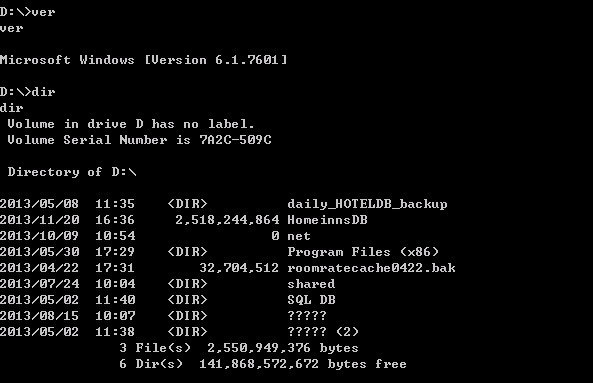 D:\>ver
ver
Microsoft Windows [Version 6.1.7601]
D:\>dir
dir
Volume in drive D has no label.
Volume Serial Number is 7A2C-509C
Directory of D:\
2013/05/08 11:35 <DIR> daily_HOTELDB_backup
2013/11/20 16:36 2,518,244,864 HomeinnsDB
2013/10/09 10:54 0 net
2013/05/30 17:29 <DIR> Program Files (x86)
2013/04/22 17:31 32,704,512 roomratecache0422.bak
2013/07/24 10:04 <DIR> shared
2013/05/02 11:40 <DIR> SQL DB
2013/08/15 10:07 <DIR> ?????
2013/05/02 11:38 <DIR> ????? (2)
3 File(s) 2,550,949,376 bytes
6 Dir(s) 141,868,572,672 bytes free